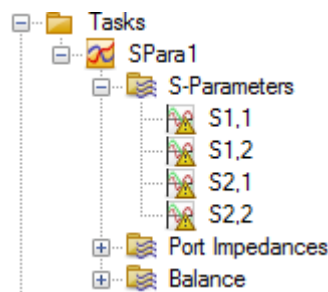 Tasks
SPara1
S-Parameters
S1,1
S1,2
S2,1
S2,2
Port Impedances
Balance